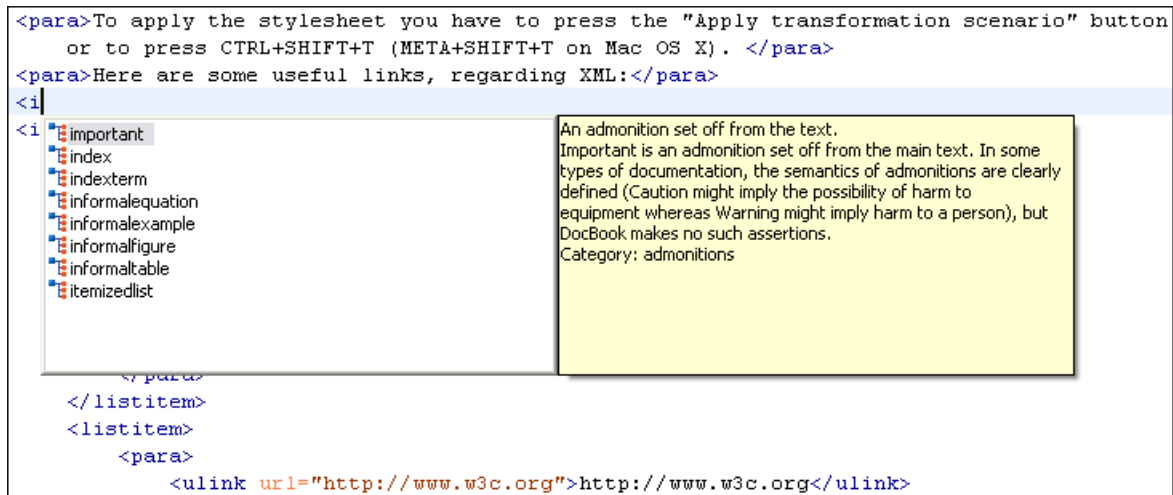 <para>To apply the stylesheet you have to press the "Apply transformation scenario" button
or to press CTRL+SHIFT+T (META+SHIFT+T on Mac OS X). </para>
<para>Here are some useful links, regarding XML:</para>
<i
<i
important
index
indexterm
informalequation
informalexample
informalfigure
informaltable
itemizedlist
An admonition set off from the text.
Important is an admonition set off from the main text. In some
types of documentation, the semantics of admonitions are clearly
defined (Caution might imply the possibility of harm to
equipment whereas Warning might imply harm to a person), but
DocBook makes no such assertions.
Category: admonitions
</para>
</listitem>
<listitem>
<para>
<ulink url="http://www.w3c.org">http://www.w3c.org</ulink>